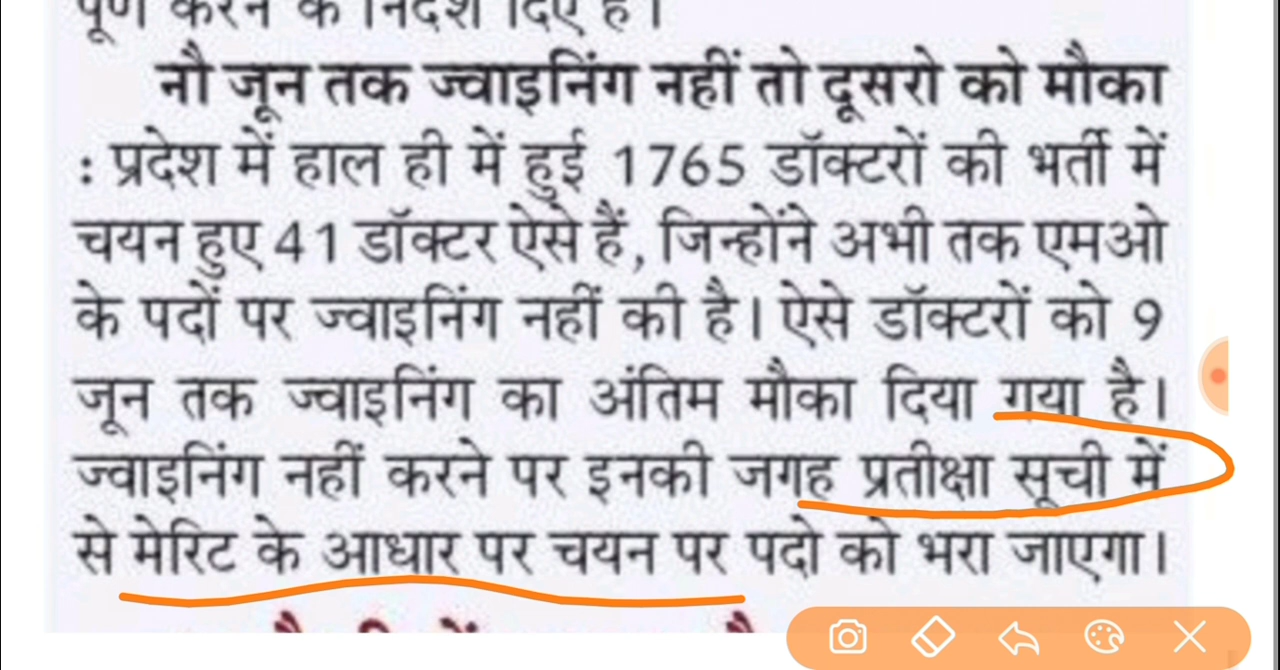 पूर्ण करने के निर्देश दिए हैं।
नौ जून तक ज्वाइनिंग नहीं तो दूसरो को मौका
: प्रदेश में हाल ही में हुई 1765 डॉक्टरों की भर्ती में
चयन हुए 41 डॉक्टर ऐसे हैं, जिन्होंने अभी तक एमओ
के पदों पर ज्वाइनिंग नहीं की है। ऐसे डॉक्टरों को 9
जून तक ज्वाइनिंग का अंतिम मौका दिया गया है।
ज्वाइनिंग नहीं करने पर इनकी जगह प्रतीक्षा सूची में
से मेरिट के आधार पर चयन पर पदो को भरा जाएगा।